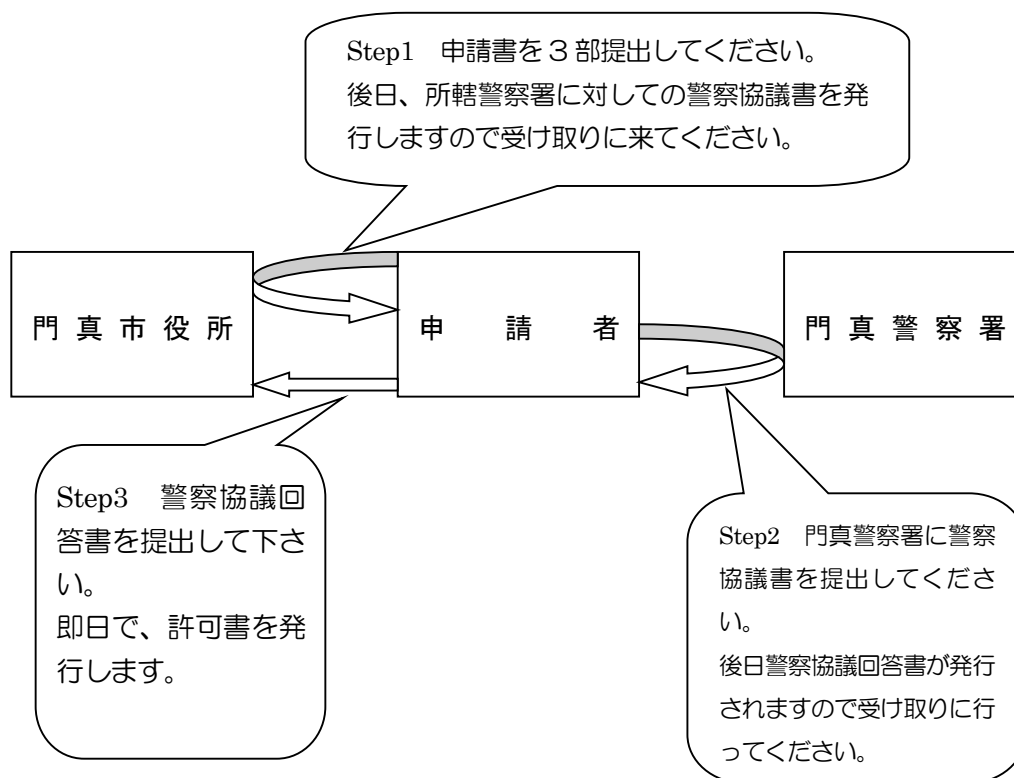 Step1 申請書を3部提出してください。
後日、所轄警察署に対しての警察協議書を発
行しますので受け取りに来てください。
門真市役所
申請者
門真警察署
Step3 警察協議回
答書を提出して下さ
い。
即日で、許可書を発
行します。
Step2 門真警察署に警察
協議書を提出してくださ
い。
後日警察協議回答書が発行
されますので受け取りに行
ってください。